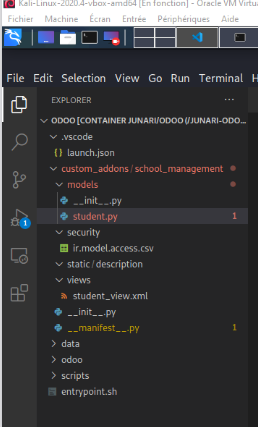 Kali-Linux-2020.4-vbox-amd64 [En fonction] - Oracle VM Virtu
Fichier Machine Écran Entrée Périphériques Aide
File Edit Selection View Go Run Terminal H
EXPLORER ···
ODOO [CONTAINER JUNARI/ODOO (/JUNARI-ODO...
.vscode
{} launch.json
custom_addons/school_management
models
__init__.py
student.py 1
security
ir.model.access.csv
static/description
views
student_view.xml
__init__.py
__manifest__.py 1
data
odoo
scripts
entrypoint.sh
1